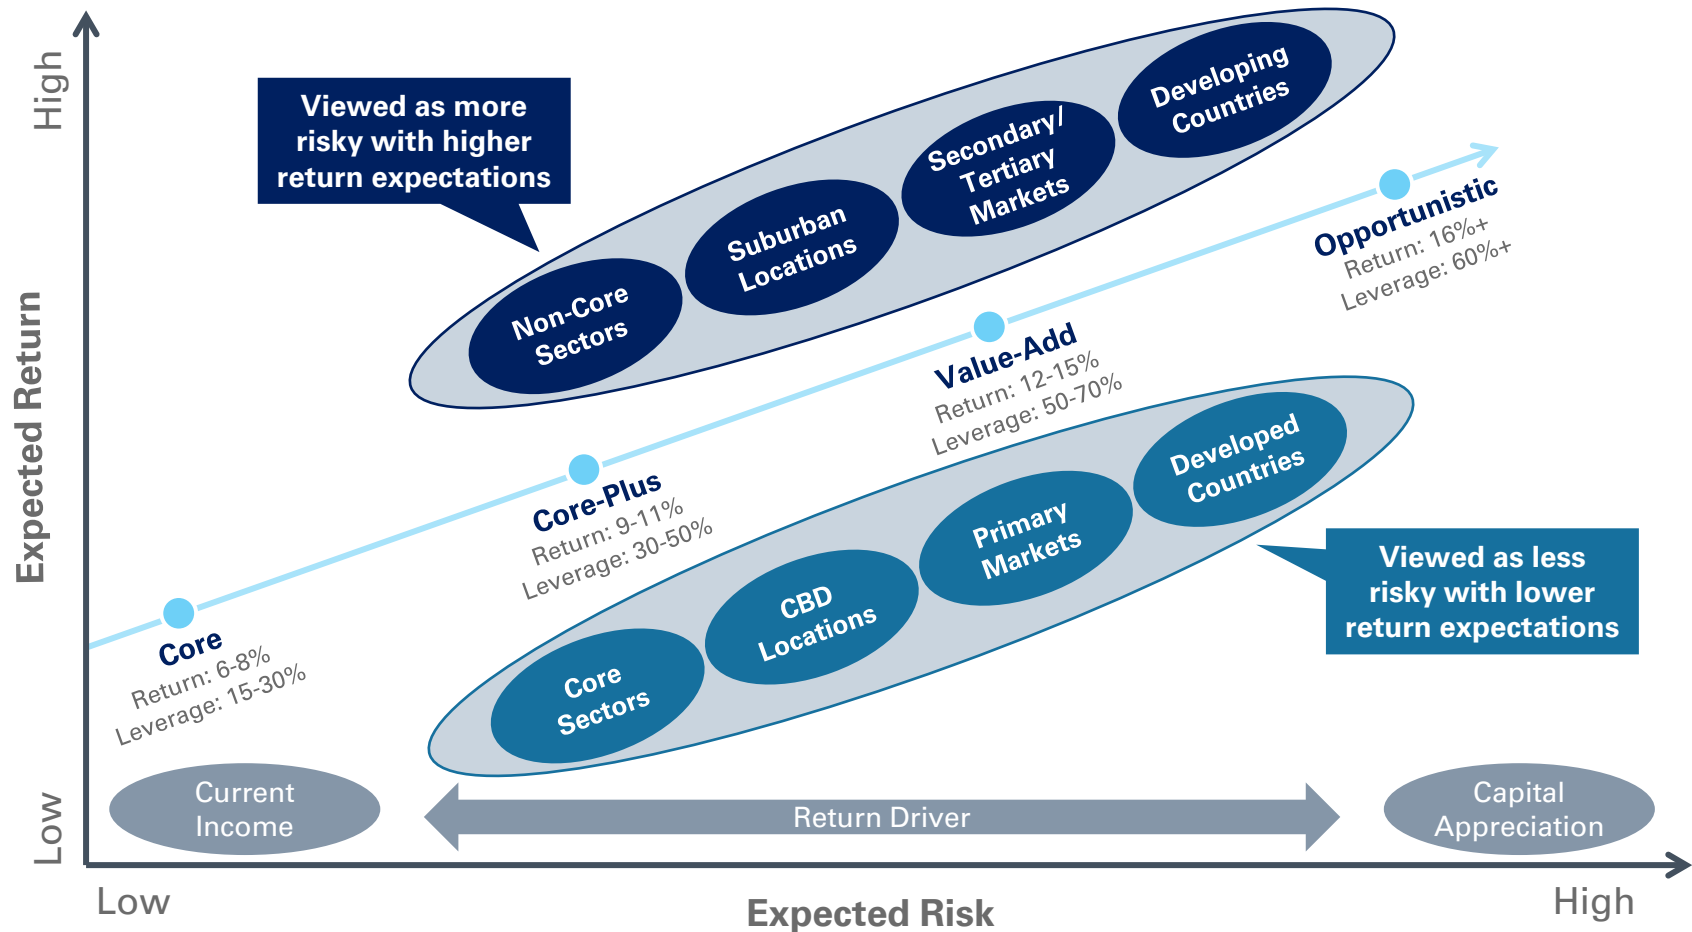 High
Expected Return
Low
Viewed as more
risky with higher
return expectations
Non-Core
Sectors
Suburban
Locations
Secondary/
Tertiary
Markets
Developing
Countries
Core
Return: 6-8%
Leverage: 15-30%
Core-Plus
Return: 9-11%
Leverage: 30-50%
Value-Add
Return: 12-15%
Leverage: 50-70%
Opportunistic
Return: 16%+
Leverage: 60%+
Core
Sectors
CBD
Locations
Primary
Markets
Developed
Countries
Viewed as less
risky with lower
return expectations
Current
Income
Return Driver
Capital
Appreciation
Low
Expected Risk
High